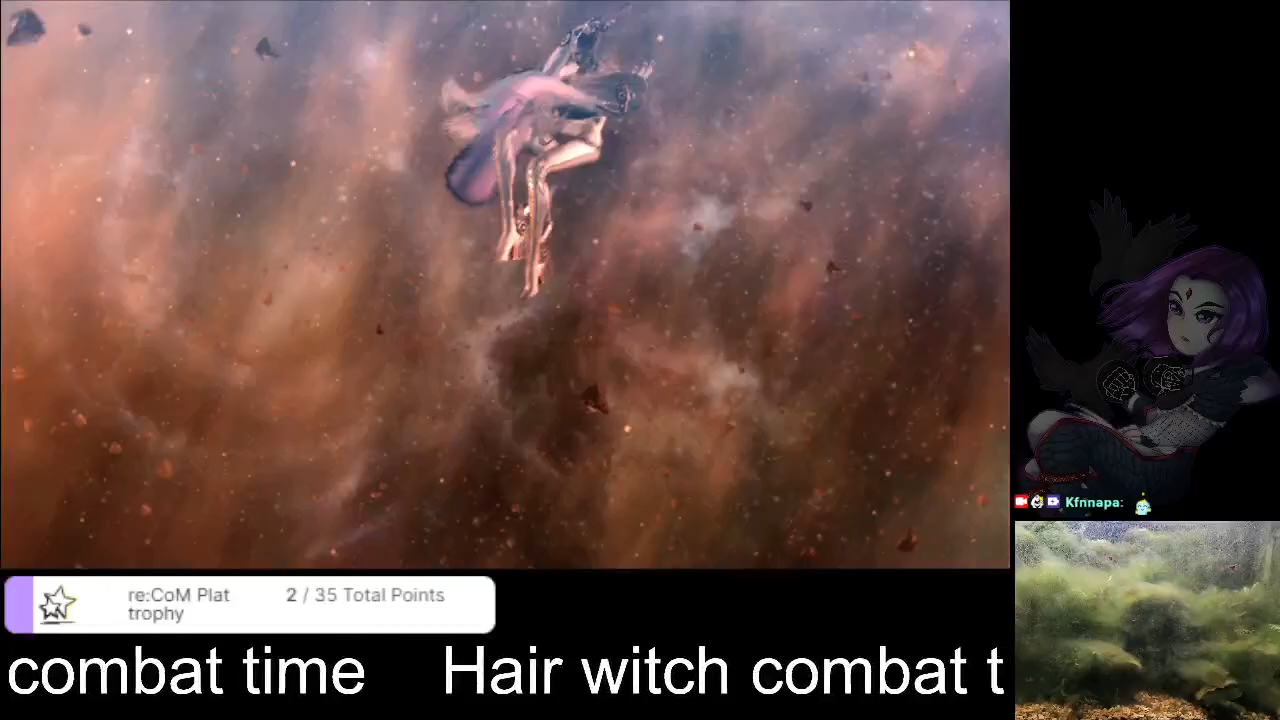 Kfnnapa:
re:CoM Plat trophy
2 / 35 Total Points
combat time Hair witch combat t